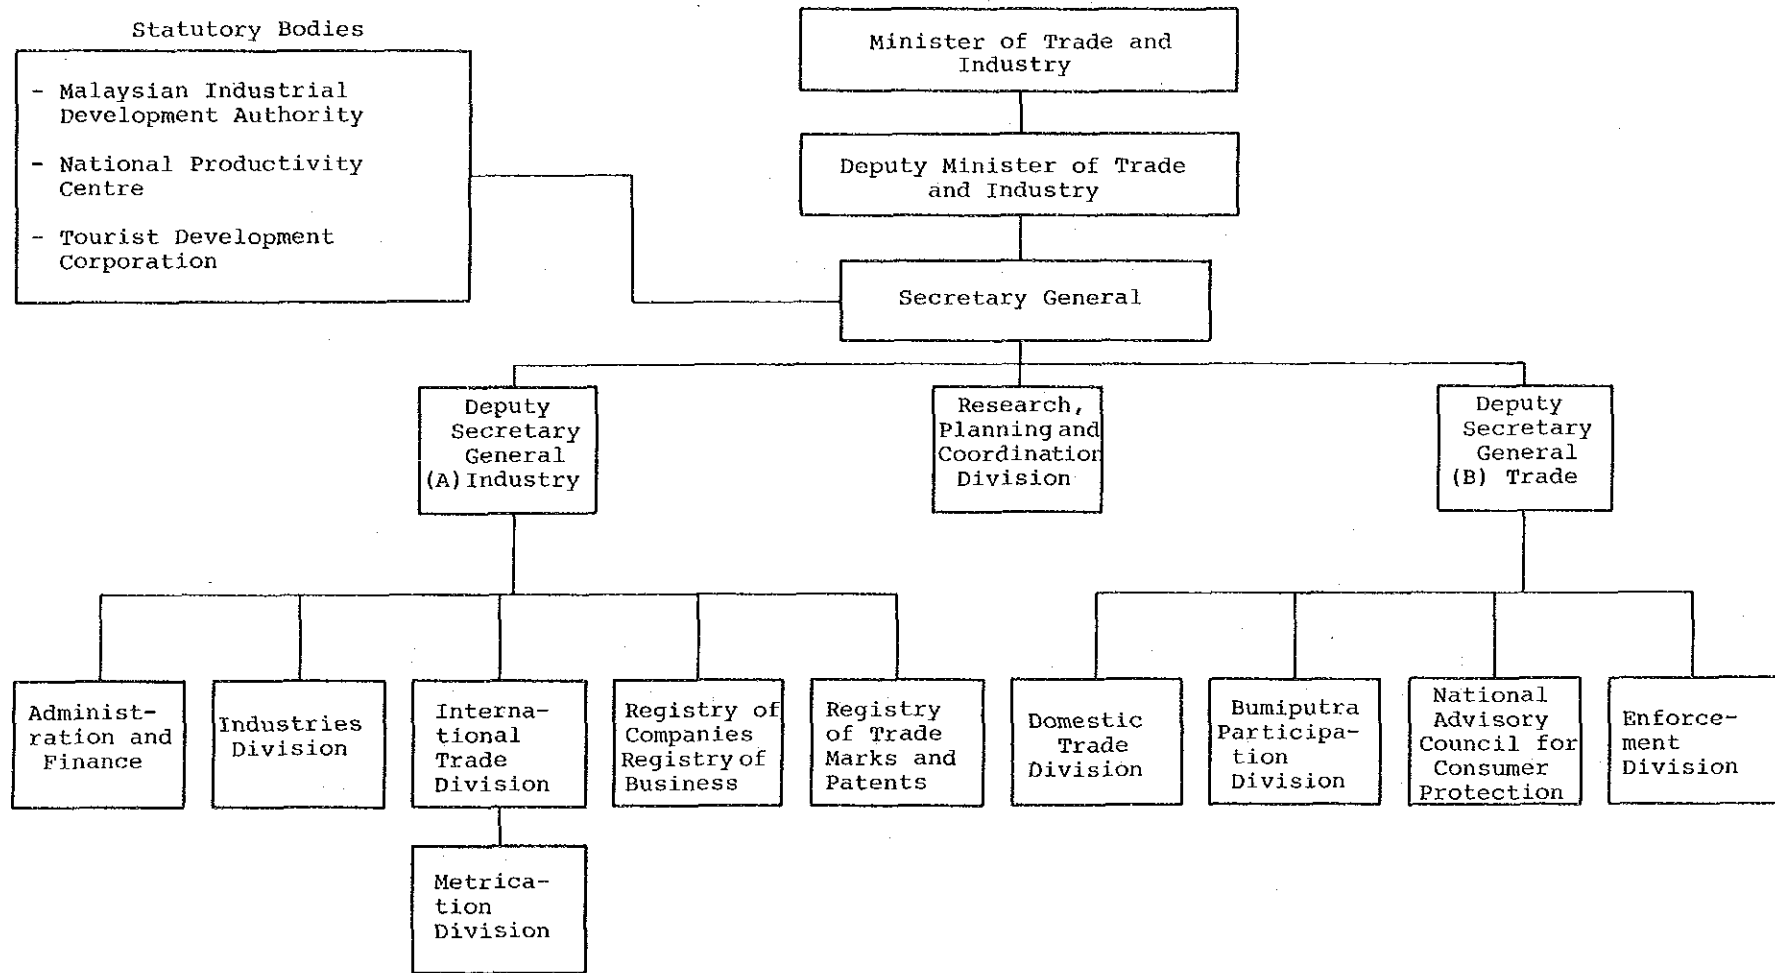 Statutory Bodies
- Malaysian Industrial
Development Authority
- National Productivity
Centre
- Tourist Development
Corporation
Minister of Trade and
Industry
Deputy Minister of Trade
and Industry
Secretary General
Deputy
Secretary
General
(A) Industry
Research,
Planning and
Coordination
Division
Deputy
Secretary
General
(B) Trade
Administ-
ration and
Finance
Industries
Division
Interna-
tional
Trade
Division
Registry of
Companies
Registry of
Business
Registry
of Trade
Marks and
Patents
Domestic
Trade
Division
Bumiputra
Participa-
tion
Division
National
Advisory
Council for
Consumer
Protection
Enforce-
ment
Division
Metrica-
tion
Division